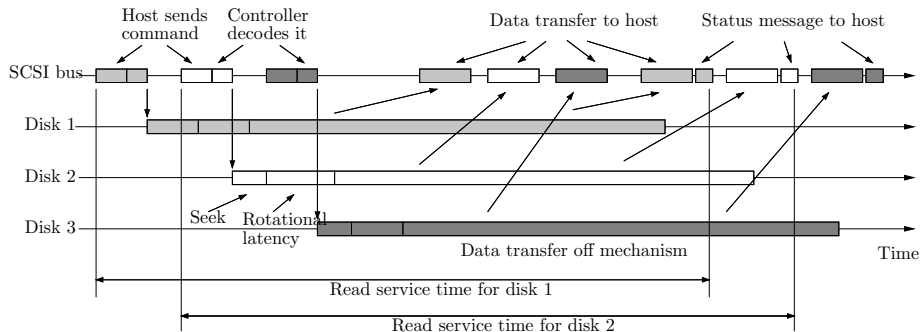 Host sends
command
Controller
decodes it
Data transfer to host
Status message to host
SCSI bus
Disk 1
Disk 2
Seek
Rotational
latency
Disk 3
Data transfer off mechanism
Time
Read service time for disk 1
Read service time for disk 2